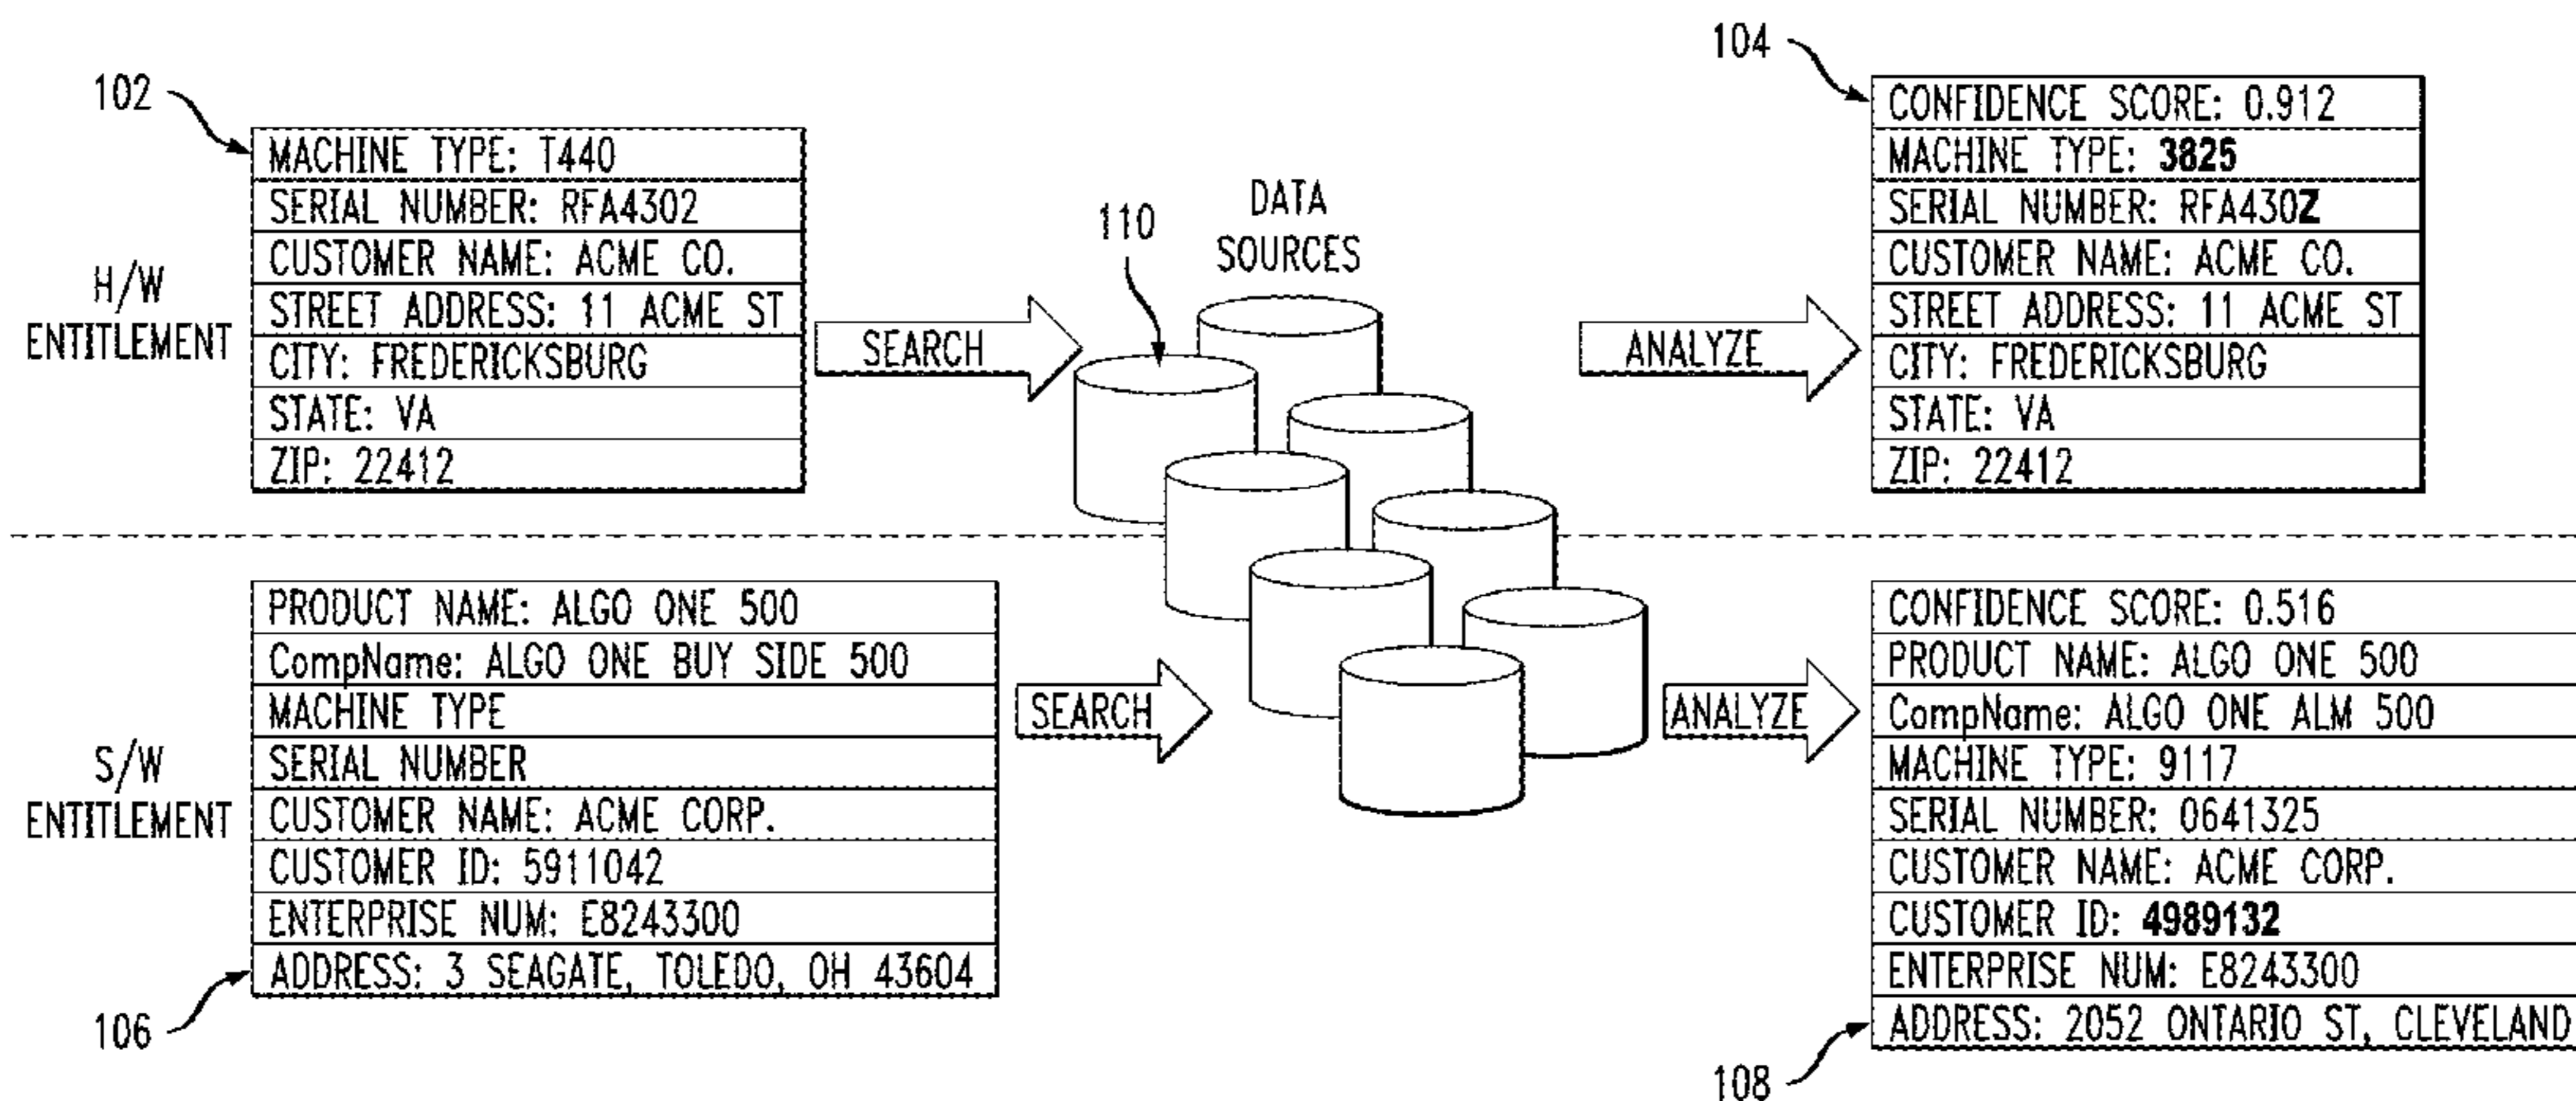 102
H/W
ENTITLEMENT
MACHINE TYPE: T440
SERIAL NUMBER: RFA4302
CUSTOMER NAME: ACME CO.
STREET ADDRESS: 11 ACME ST
CITY: FREDERICKSBURG
STATE: VA
ZIP: 22412
SEARCH
110
DATA
SOURCES
ANALYZE
104
CONFIDENCE SCORE: 0.912
MACHINE TYPE: 3825
SERIAL NUMBER: RFA430Z
CUSTOMER NAME: ACME CO.
STREET ADDRESS: 11 ACME ST
CITY: FREDERICKSBURG
STATE: VA
ZIP: 22412
S/W
ENTITLEMENT
PRODUCT NAME: ALGO ONE 500
CompName: ALGO ONE BUY SIDE 500
MACHINE TYPE
SERIAL NUMBER
CUSTOMER NAME: ACME CORP.
CUSTOMER ID: 5911042
ENTERPRISE NUM: E8243300
ADDRESS: 3 SEAGATE, TOLEDO, OH 43604
106
SEARCH
ANALYZE
CONFIDENCE SCORE: 0.516
PRODUCT NAME: ALGO ONE 500
CompName: ALGO ONE ALM 500
MACHINE TYPE: 9117
SERIAL NUMBER: 0641325
CUSTOMER NAME: ACME CORP.
CUSTOMER ID: 4989132
ENTERPRISE NUM: E8243300
ADDRESS: 2052 ONTARIO ST, CLEVELAND
108